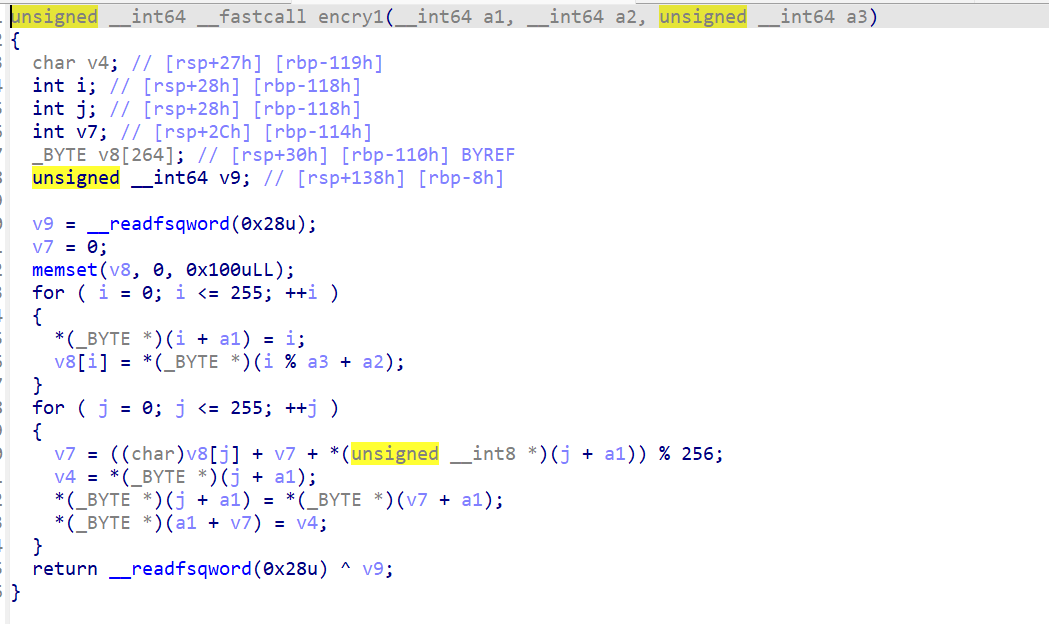 unsigned __int64 __fastcall encry1(__int64 a1, __int64 a2, unsigned __int64 a3)
{
  char v4; // [rsp+27h] [rbp-119h]
  int i; // [rsp+28h] [rbp-118h]
  int j; // [rsp+28h] [rbp-118h]
  int v7; // [rsp+2Ch] [rbp-114h]
  _BYTE v8[264]; // [rsp+30h] [rbp-110h] BYREF
  unsigned __int64 v9; // [rsp+138h] [rbp-8h]

  v9 = __readfsqword(0x28u);
  v7 = 0;
  memset(v8, 0, 0x100uLL);
  for ( i = 0; i <= 255; ++i )
  {
    *(_BYTE *)(i + a1) = i;
    v8[i] = *(_BYTE *)(i % a3 + a2);
  }
  for ( j = 0; j <= 255; ++j )
  {
    v7 = ((char)v8[j] + v7 + *(unsigned __int8 *)(j + a1)) % 256;
    v4 = *(_BYTE *)(j + a1);
    *(_BYTE *)(j + a1) = *(_BYTE *)(v7 + a1);
    *(_BYTE *)(a1 + v7) = v4;
  }
  return __readfsqword(0x28u) ^ v9;
}